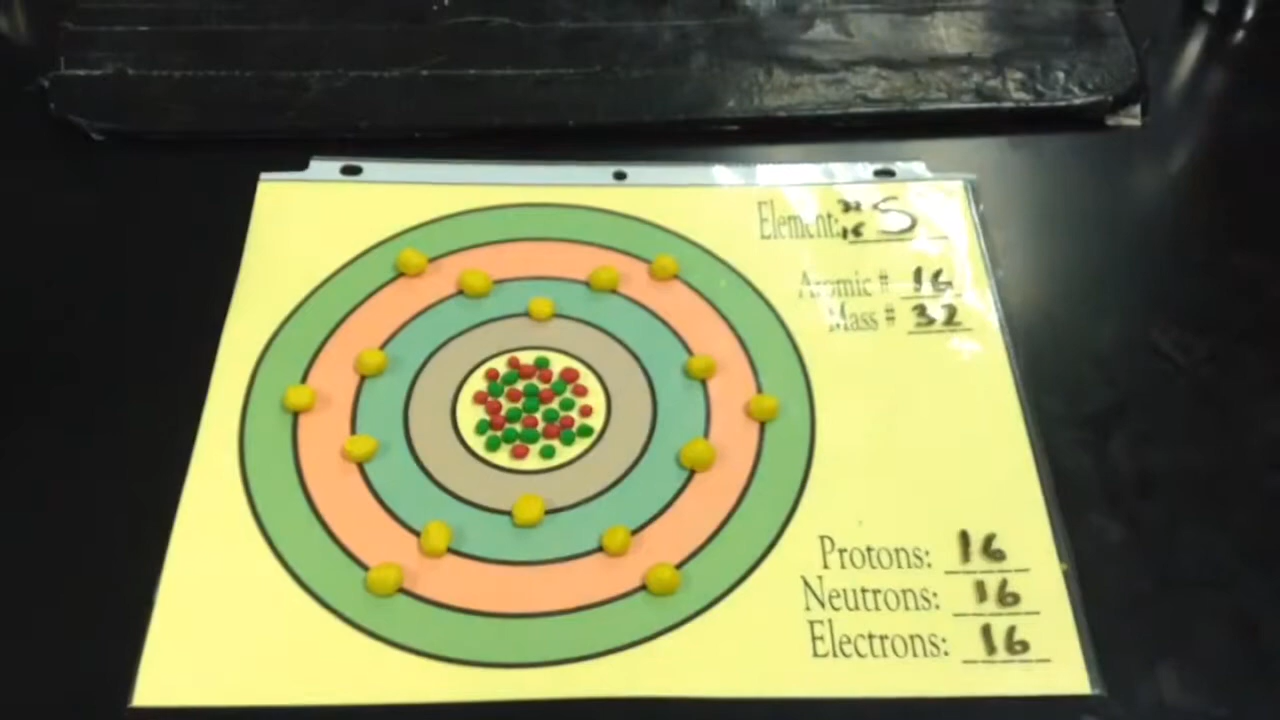 Element: 32 16 S
Atomic # 16
Mass # 32
Protons: 16
Neutrons: 16
Electrons: 16